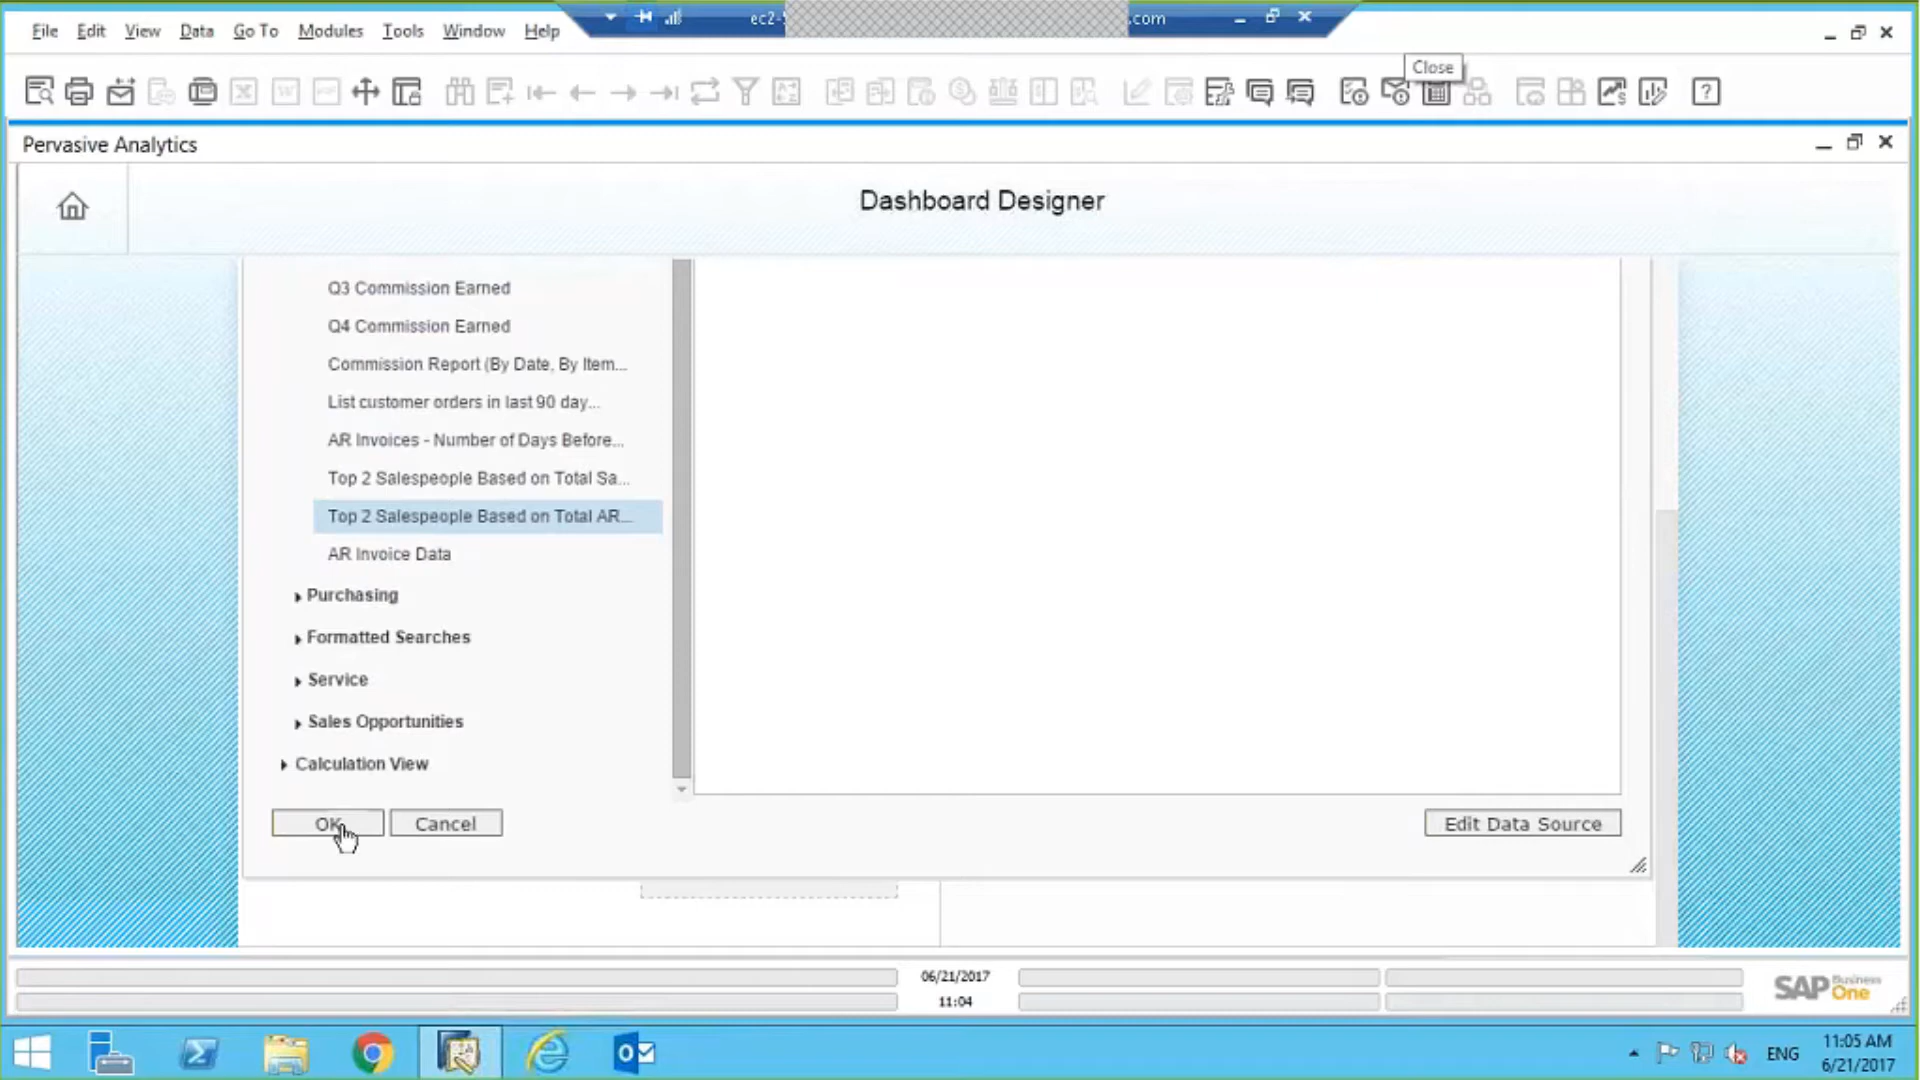 ec2-
.com
File Edit View Data Go To Modules Tools Window Help
Close
Pervasive Analytics
Dashboard Designer
Q3 Commission Earned
Q4 Commission Earned
Commission Report (By Date, By Item...
List customer orders in last 90 day...
AR Invoices - Number of Days Before...
Top 2 Salespeople Based on Total Sa...
Top 2 Salespeople Based on Total AR...
AR Invoice Data
Purchasing
Formatted Searches
Service
Sales Opportunities
Calculation View
OK Cancel Edit Data Source
06/21/2017
11:04
SAP Business One
ENG
11:05 AM
6/21/2017